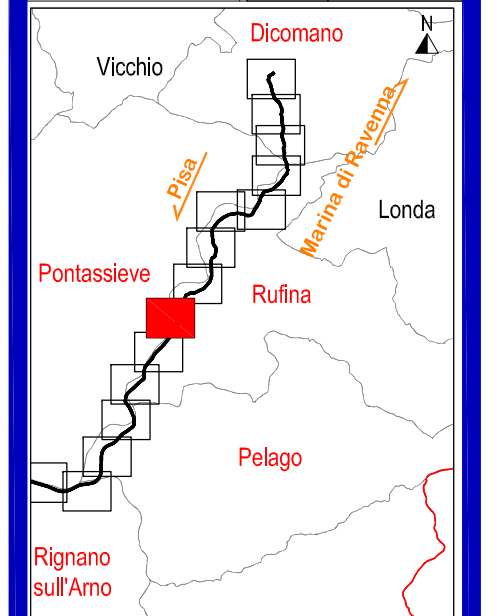 Dicomano
N
Vicchio
Pisa
Marina di Ravenna
Londa
Pontassieve
Rufina
Pelago
Rignano
sull'Arno